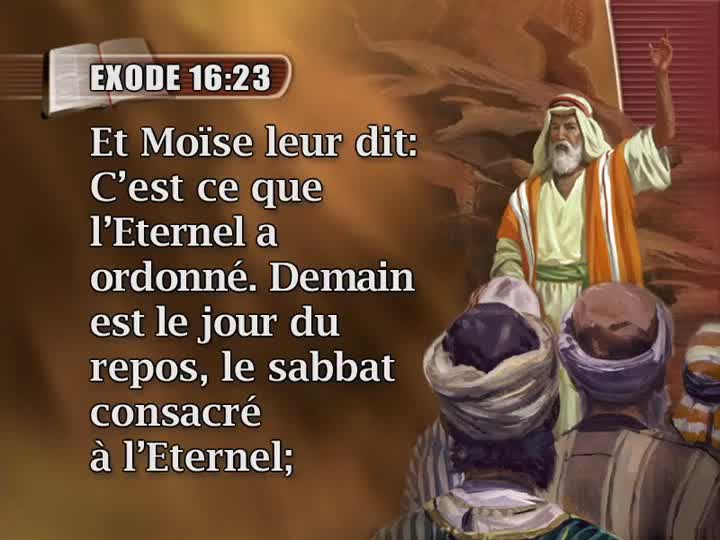 EXODE 16:23
Et Moïse leur dit:
C’est ce que
l’Eternel a
ordonné. Demain
est le jour du
repos, le sabbat
consacré
à l’Eternel;